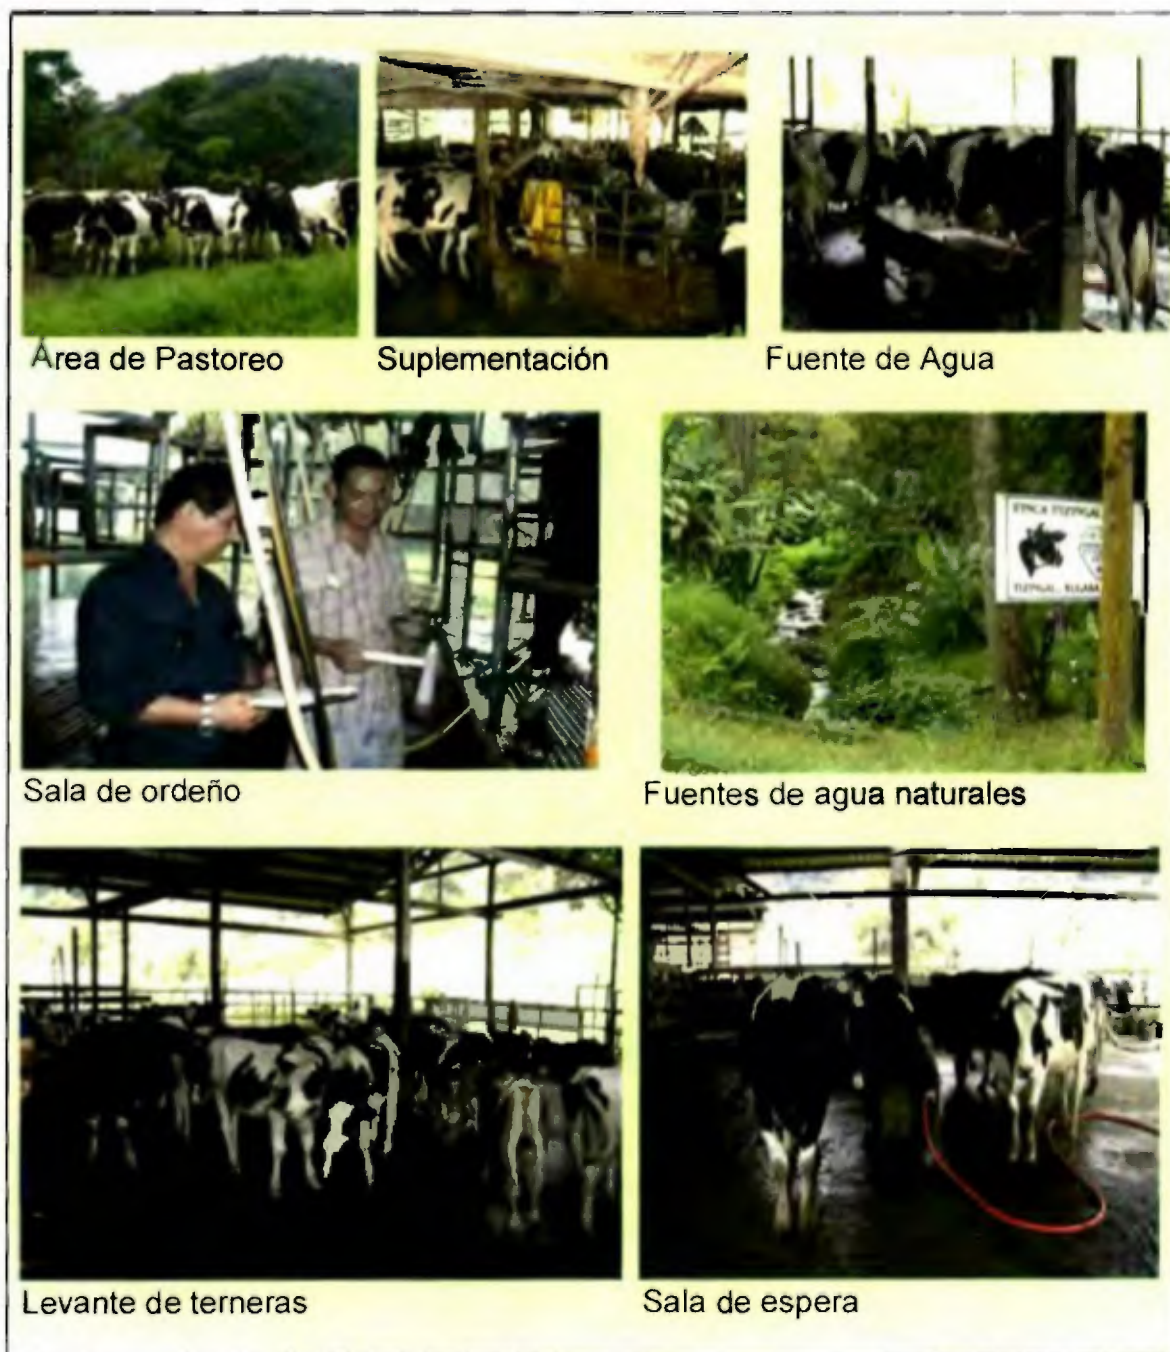 Área de Pastoreo
Suplementación
Fuente de Agua
FINCA
Sala de ordeño
Fuentes de agua naturales
Levante de terneras
Sala de espera